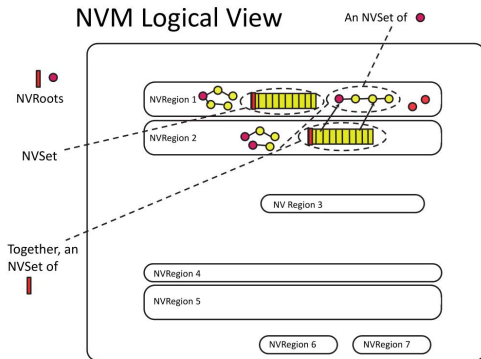 NVM Logical View
An NVSet of
NVRoots
NVRegion 1
NVRegion 2
NVSet
NV Region 3
Together, an
NVSet of
NVRegion 4
NVRegion 5
NVRegion 6
NVRegion 7